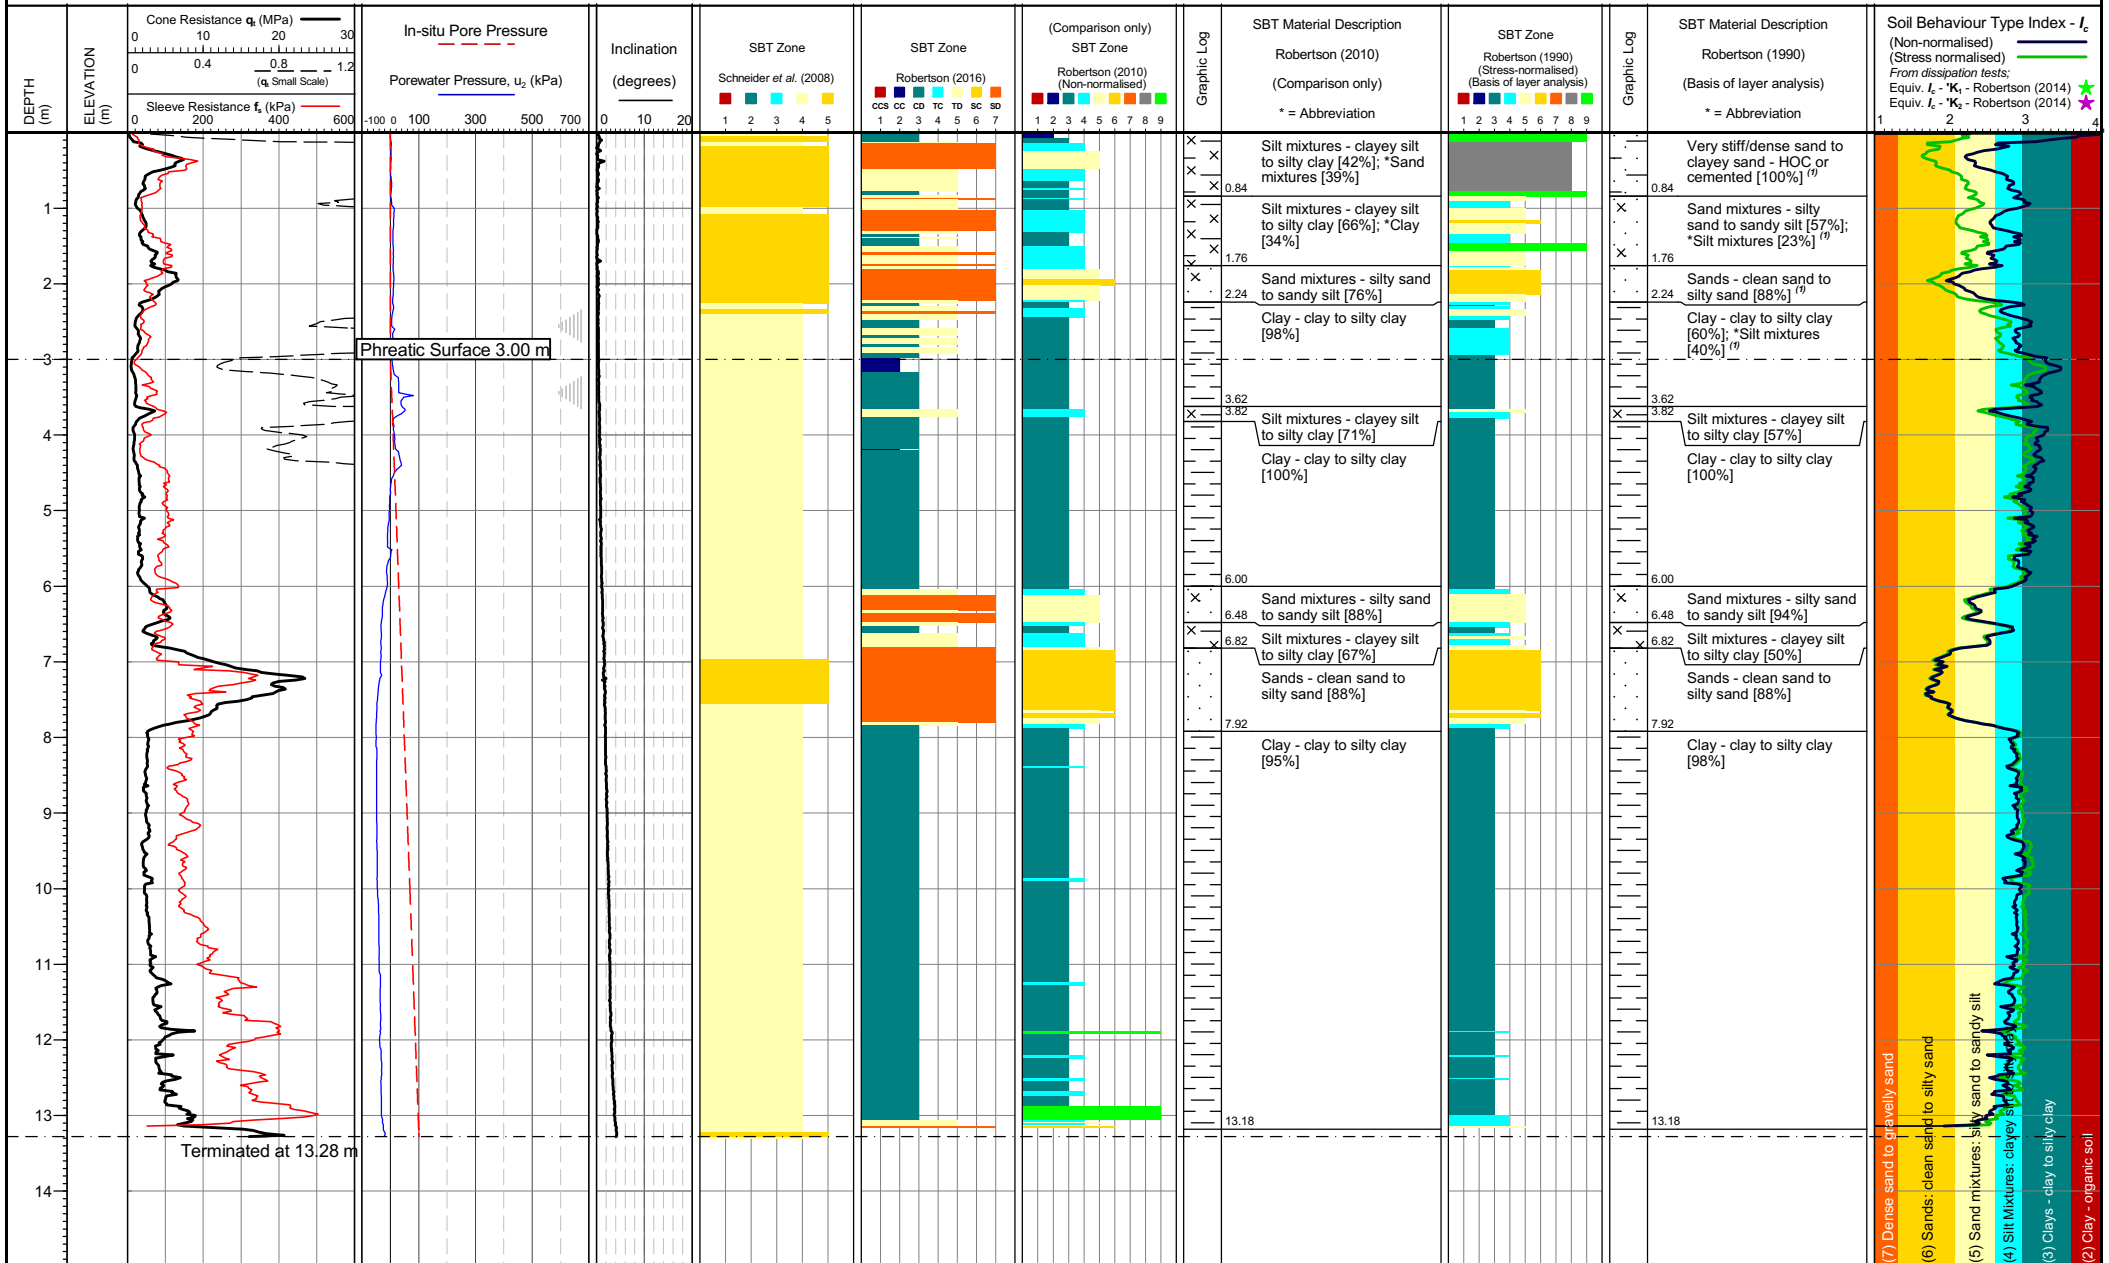 DEPTH
(m)
ELEVATION
(m)
Cone Resistance qt (MPa)
0 10 20 30
0 0.4 0.8 1.2
(qt Small Scale)
Sleeve Resistance fs (kPa)
0 200 400 600
In-situ Pore Pressure
Porewater Pressure, u2 (kPa)
-100 0 100 300 500 700
Inclination
(degrees)
0 10 20
SBT Zone
Schneider et al. (2008)
1 2 3 4 5
SBT Zone
Robertson (2016)
CCS CC CD TC TD SC SD
1 2 3 4 5 6 7
(Comparison only)
SBT Zone
Robertson (2010)
(Non-normalised)
1 2 3 4 5 6 7 8 9
Graphic Log
SBT Material Description
Robertson (2010)
(Comparison only)
* = Abbreviation
SBT Zone
Robertson (1990)
(Stress-normalised)
(Basis of layer analysis)
1 2 3 4 5 6 7 8 9
Graphic Log
SBT Material Description
Robertson (1990)
(Basis of layer analysis)
* = Abbreviation
Soil Behaviour Type Index - Ic
(Non-normalised)
(Stress normalised)
From dissipation tests;
Equiv. Ic - 'K1 - Robertson (2014)
Equiv. Ic - 'K2 - Robertson (2014)
1 2 3 4
1
2
3
4
5
6
7
8
9
10
11
12
13
14
Phreatic Surface 3.00 m
Terminated at 13.28 m
Silt mixtures - clayey silt
to silty clay [42%]; *Sand
mixtures [39%]
0.84
Silt mixtures - clayey silt
to silty clay [66%]; *Clay
[34%]
1.76
Sand mixtures - silty sand
to sandy silt [76%]
2.24
Clay - clay to silty clay
[98%]
3.62
3.82
Silt mixtures - clayey silt
to silty clay [71%]
Clay - clay to silty clay
[100%]
6.00
Sand mixtures - silty sand
to sandy silt [88%]
6.48
6.82
Silt mixtures - clayey silt
to silty clay [67%]
Sands - clean sand to
silty sand [88%]
7.92
Clay - clay to silty clay
[95%]
13.18
Very stiff/dense sand to
clayey sand - HOC or
cemented [100%] (1)
0.84
Sand mixtures - silty
sand to sandy silt [57%];
*Silt mixtures [23%] (1)
1.76
Sands - clean sand to
silty sand [88%] (1)
2.24
Clay - clay to silty clay
[60%]; *Silt mixtures
[40%] (1)
3.62
3.82
Silt mixtures - clayey silt
to silty clay [57%]
Clay - clay to silty clay
[100%]
6.00
Sand mixtures - silty sand
to sandy silt [94%]
6.48
6.82
Silt mixtures - clayey silt
to silty clay [50%]
Sands - clean sand to
silty sand [88%]
7.92
Clay - clay to silty clay
[98%]
13.18
(7) Dense sand to gravelly sand
(6) Sands: clean sand to silty sand
(5) Sand mixtures: silty sand to sandy silt
(4) Silt Mixtures: clayey silt to silty clay
(3) Clays - clay to silty clay
(2) Clay - organic soil